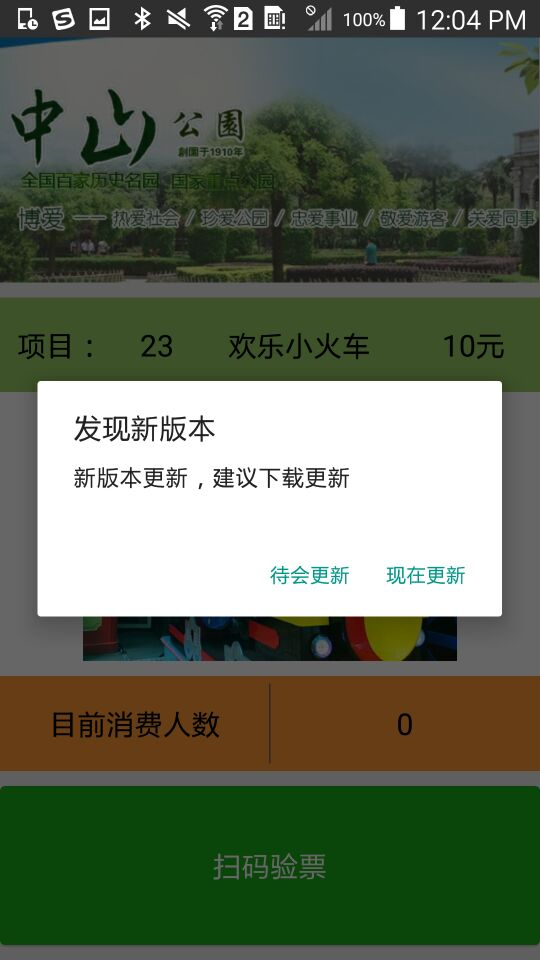 100% 12:04 PM
中山公園
創園于1910年
全国百家历史名园 国家重点公园
博爱 —— 热爱社会 / 珍爱公园 / 忠爱事业 / 敬爱游客 / 关爱同事
项目： 23 欢乐小火车 10元
发现新版本
新版本更新，建议下载更新
待会更新 现在更新
目前消费人数 0
扫码验票